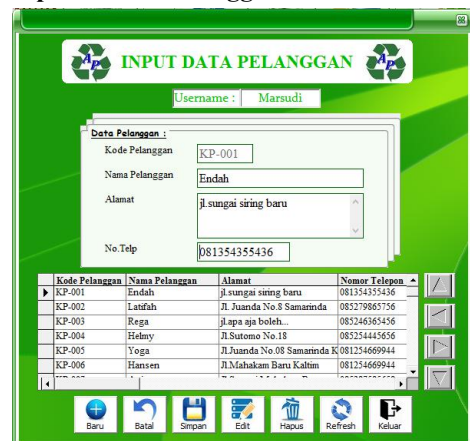 AP INPUT DATA PELANGGAN AP
Username : Marsudi
Data Pelanggan :
Kode Pelanggan KP-001
Nama Pelanggan Endah
Alamat jl.sungai siring baru
No.Telp 081354355436
Kode Pelanggan Nama Pelanggan Alamat Nomor Telepon
KP-001 Endah jl.sungai siring baru 081354355436
KP-002 Latifah Jl. Juanda No.8 Samarinda 085279865756
KP-003 Rega jl.apa aja boleh... 085246365456
KP-004 Helmy Jl.Sutomo No.18 085254445656
KP-005 Yoga Jl.Juanda No.08 Samarinda K 081254669944
KP-006 Hansen Jl.Mahakam Baru Kaltim 081254669944
Baru Batal Simpan Edit Hapus Refresh Keluar